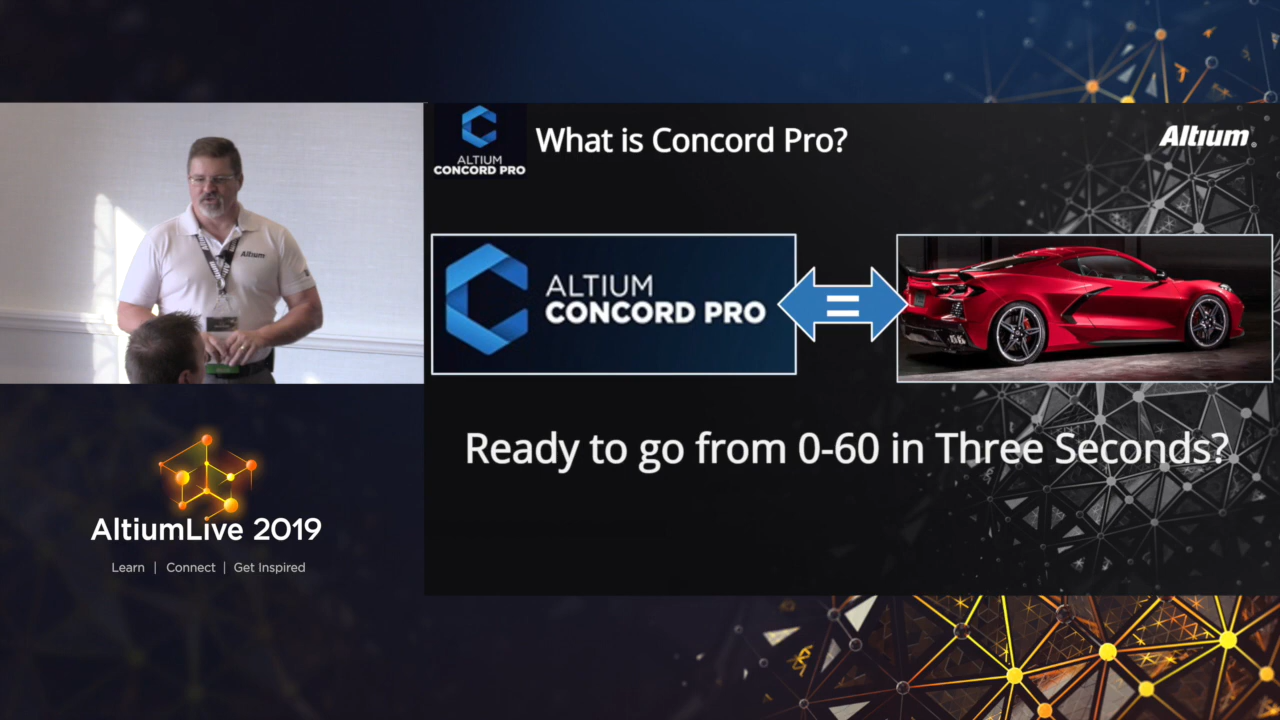 ALTIUM
CONCORD PRO
What is Concord Pro?
Altium®
Altium
ALTIUM
CONCORD PRO
=
Ready to go from 0-60 in Three Seconds?
AltiumLive 2019
Learn | Connect | Get Inspired